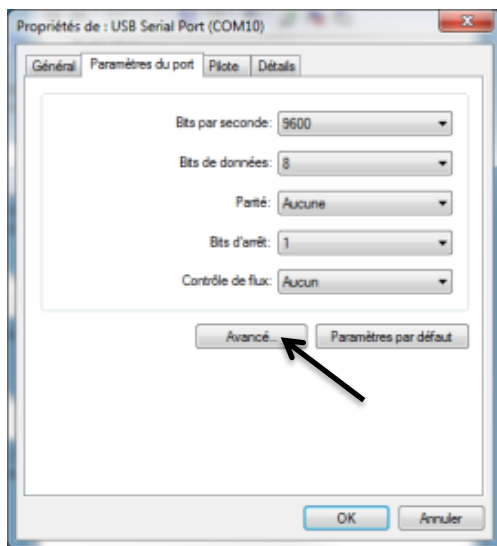 Propriétés de : USB Serial Port (COM10)
Général Paramètres du port Pilote Détails
Bits par seconde: 9600
Bits de données: 8
Parité: Aucune
Bits d'arrêt: 1
Contrôle de flux: Aucun
Avancé... Paramètres par défaut
OK Annuler